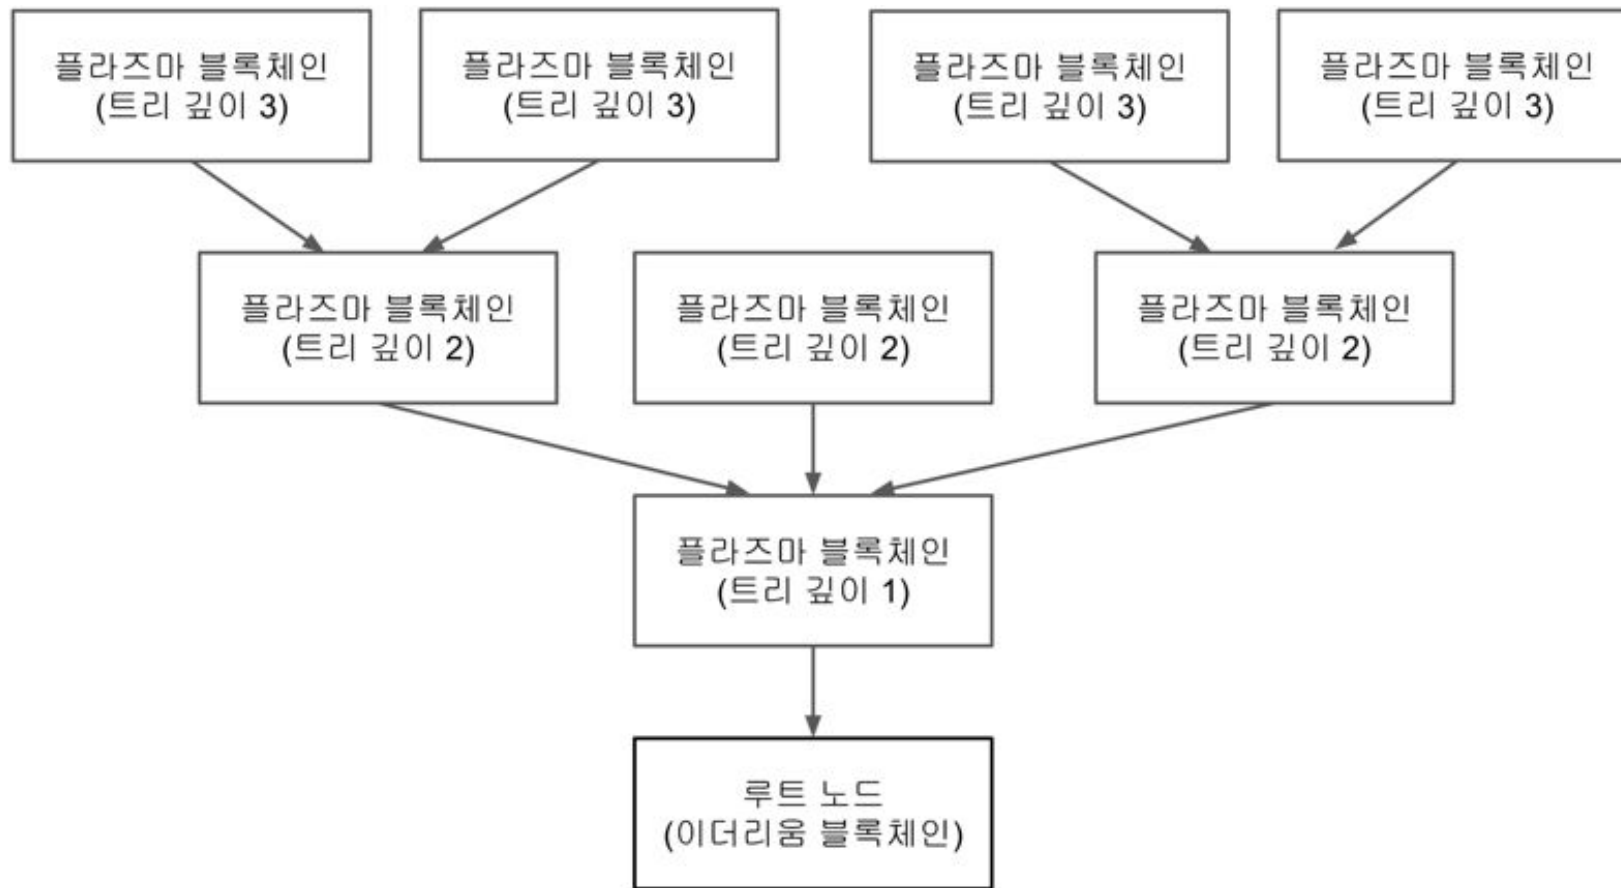 플라즈마 블록체인
(트리 깊이 3)
플라즈마 블록체인
(트리 깊이 3)
플라즈마 블록체인
(트리 깊이 3)
플라즈마 블록체인
(트리 깊이 3)
플라즈마 블록체인
(트리 깊이 2)
플라즈마 블록체인
(트리 깊이 2)
플라즈마 블록체인
(트리 깊이 2)
플라즈마 블록체인
(트리 깊이 1)
루트 노드
(이더리움 블록체인)